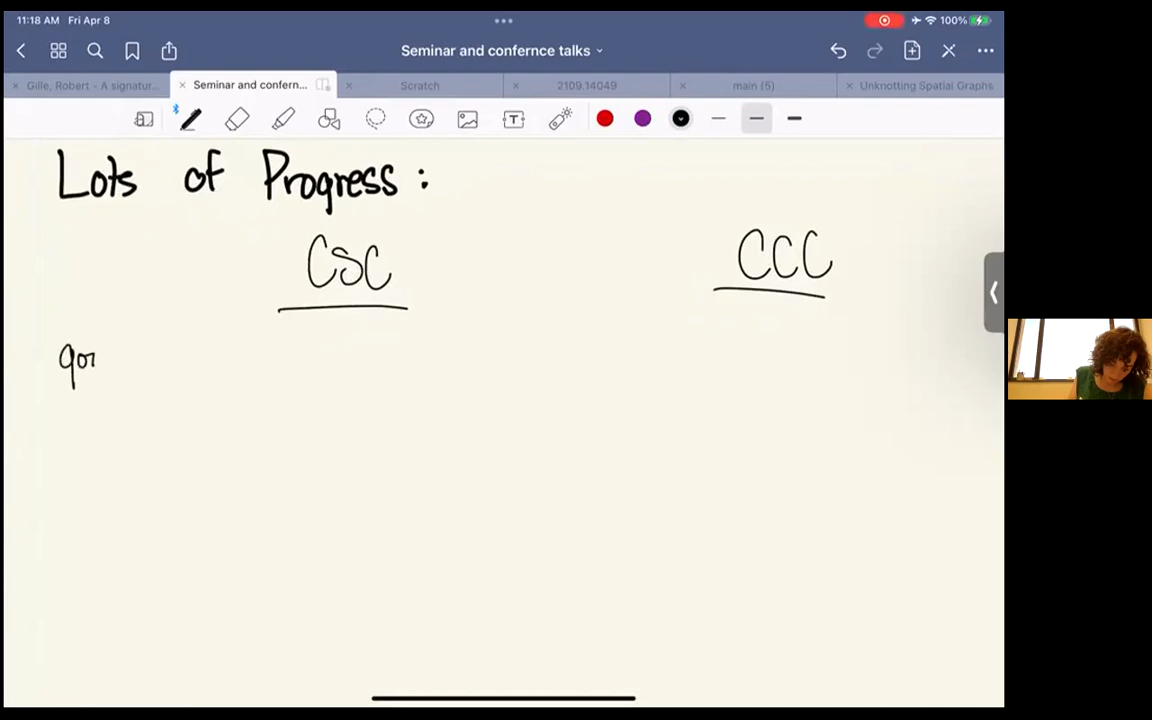 11:18 AM Fri Apr 8
100%
Seminar and confernce talks
Gille, Robert - A signatur... Seminar and confern... Scratch 2109.14049 main (5) Unknotting Spatial Graphs
T
Lots of Progress :
CSC CCC